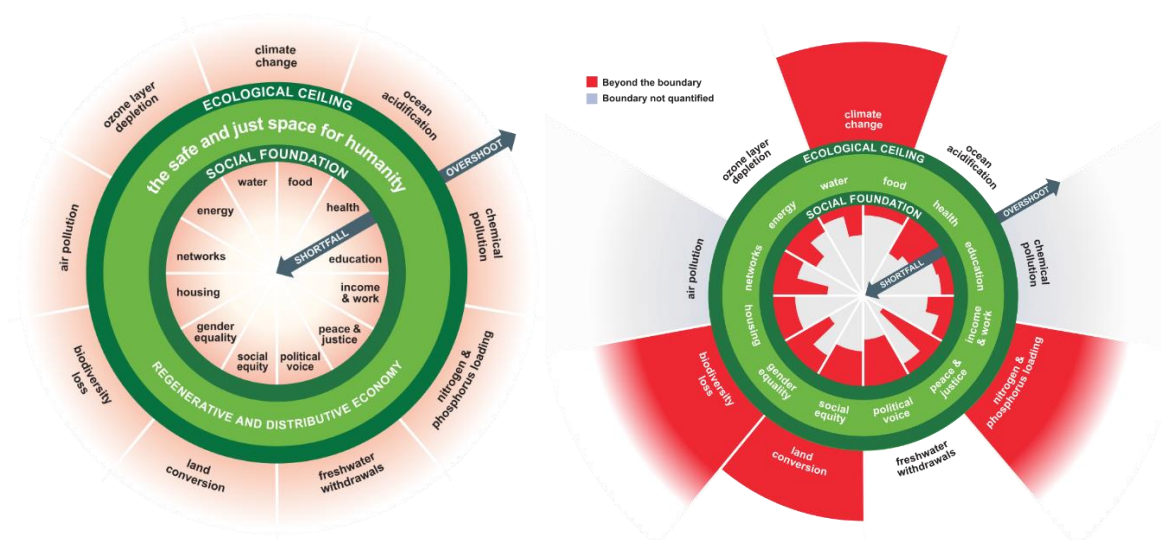 climate
change
ozone layer
depletion
ocean
acidification
ECOLOGICAL CEILING
the safe and just space for humanity
SOCIAL FOUNDATION
OVERSHOOT
water
food
energy
health
air pollution
chemical
pollution
networks
SHORTFALL
education
housing
income
& work
gender
equality
peace &
justice
social
equity
political
voice
REGENERATIVE AND DISTRIBUTIVE ECONOMY
biodiversity
loss
nitrogen &
phosphorus loading
land
conversion
freshwater
withdrawals
Beyond the boundary
Boundary not quantified
climate
change
ozone layer
depletion
ocean
acidification
ECOLOGICAL CEILING
OVERSHOOT
water
food
SOCIAL FOUNDATION
energy
health
air pollution
chemical
pollution
networks
SHORTFALL
education
housing
income
& work
gender
equality
peace &
justice
social
equity
political
voice
biodiversity
loss
nitrogen &
phosphorus loading
land
conversion
freshwater
withdrawals